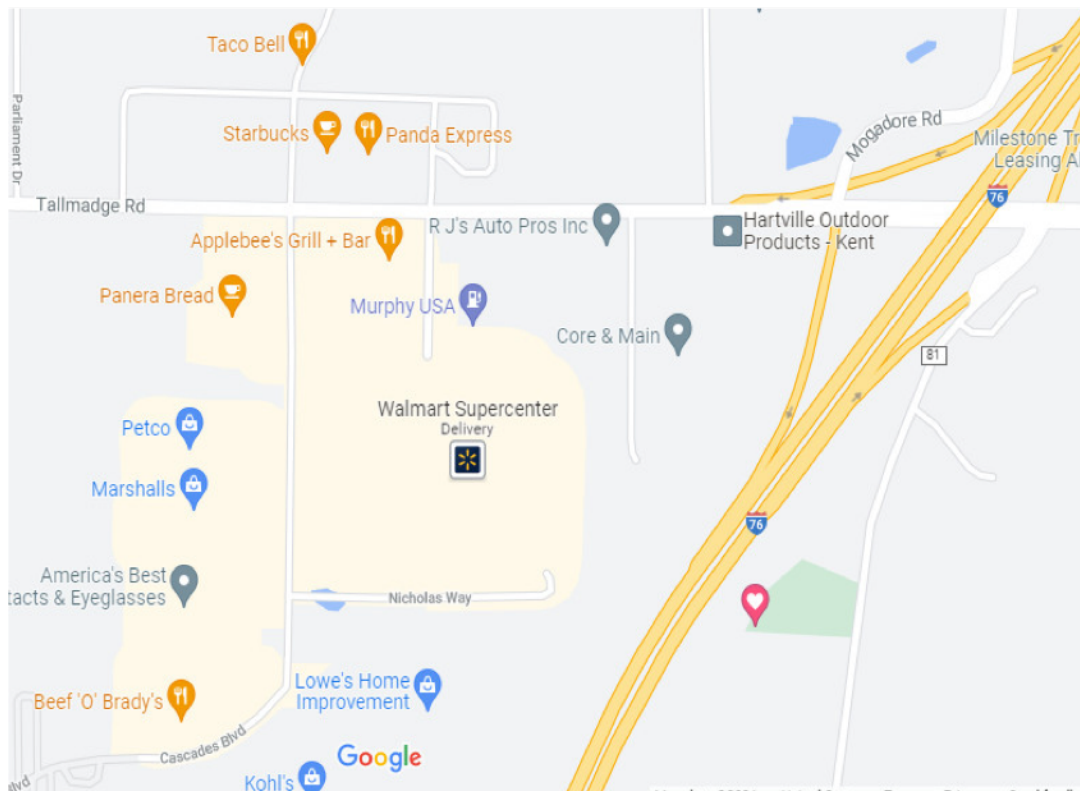 Taco Bell
Parliament Dr
Starbucks
Panda Express
Mogadore Rd
Milestone
Leasing
76
Tallmadge Rd
Applebee's Grill + Bar
R J's Auto Pros Inc
Hartville Outdoor
Products - Kent
Panera Bread
Murphy USA
Core & Main
81
Walmart Supercenter
Delivery
Petco
Marshalls
76
America's Best
tacts & Eyeglasses
Nicholas Way
Lowe's Home
Improvement
Beef 'O' Brady's
Cascades Blvd
Google
Kohl's